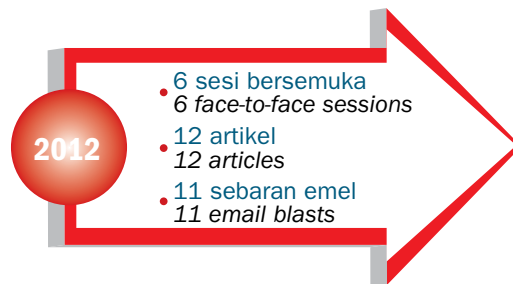 2012
• 6 sesi bersemuka
6 face-to-face sessions
• 12 artikel
12 articles
• 11 sebaran emel
11 email blasts